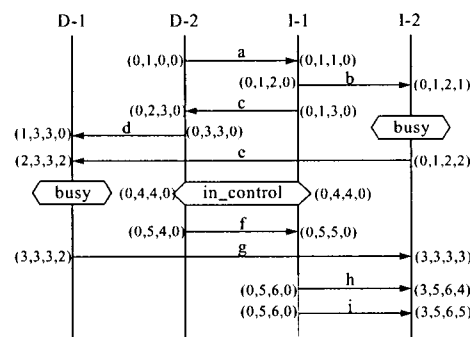 D-1 D-2 I-1 I-2
(0,1,0,0) a (0,1,1,0)
(0,1,2,0) b (0,1,2,1)
(0,2,3,0) c (0,1,3,0)
(1,3,3,0) d (0,3,3,0) busy
(2,3,3,2) e (0,1,2,2)
busy (0,4,4,0) in_control (0,4,4,0)
(0,5,4,0) f (0,5,5,0)
(3,3,3,2) g (3,3,3,3)
(0,5,6,0) h (3,5,6,4)
(0,5,6,0) i (3,5,6,5)